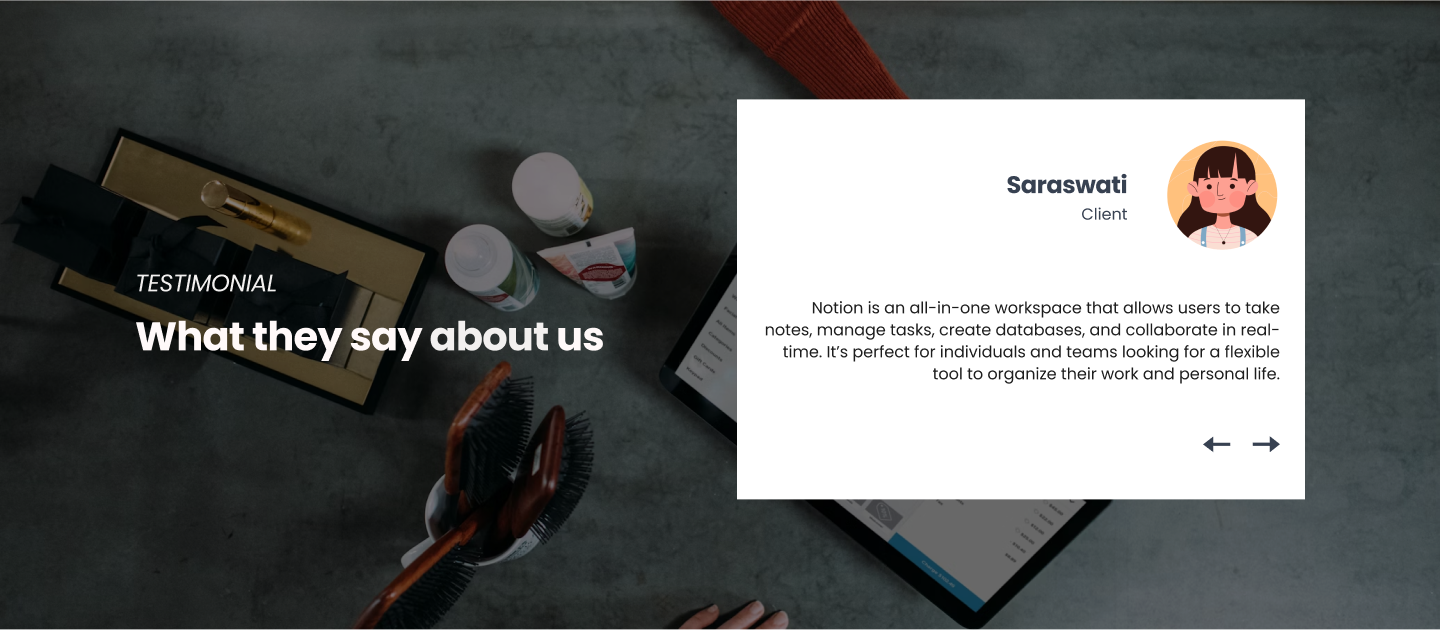 TESTIMONIAL
What they say about us
Saraswati
Client
Notion is an all-in-one workspace that allows users to take
notes, manage tasks, create databases, and collaborate in real-
time. It’s perfect for individuals and teams looking for a flexible
tool to organize their work and personal life.